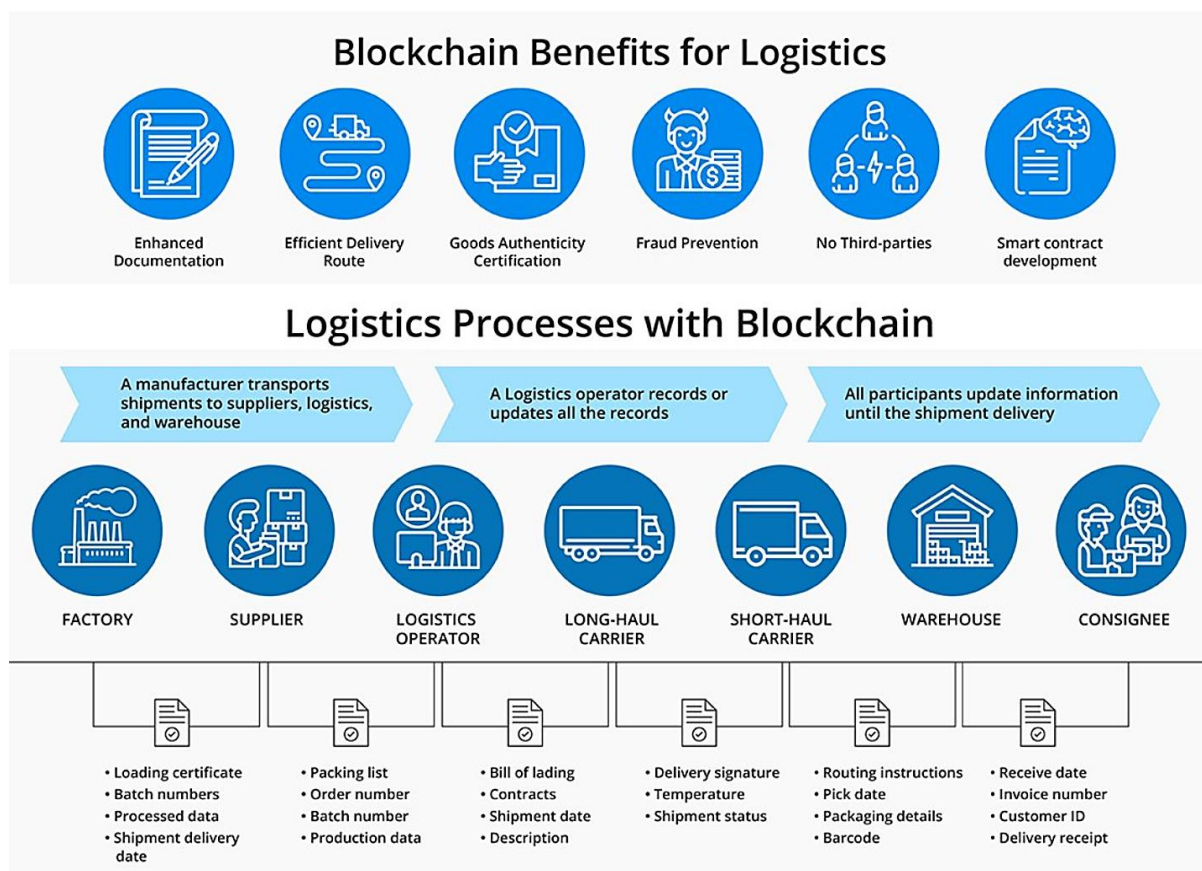 Blockchain Benefits for Logistics
Enhanced
Documentation
Efficient Delivery
Route
Goods Authenticity
Certification
Fraud Prevention
No Third-parties
Smart contract
development
Logistics Processes with Blockchain
A manufacturer transports
shipments to suppliers, logistics,
and warehouse
A Logistics operator records or
updates all the records
All participants update information
until the shipment delivery
FACTORY
SUPPLIER
LOGISTICS
OPERATOR
LONG-HAUL
CARRIER
SHORT-HAUL
CARRIER
WAREHOUSE
CONSIGNEE
• Loading certificate
• Batch numbers
• Processed data
• Shipment delivery
date
• Packing list
• Order number
• Batch number
• Production data
• Bill of lading
• Contracts
• Shipment date
• Description
• Delivery signature
• Temperature
• Shipment status
• Routing instructions
• Pick date
• Packaging details
• Barcode
• Receive date
• Invoice number
• Customer ID
• Delivery receipt